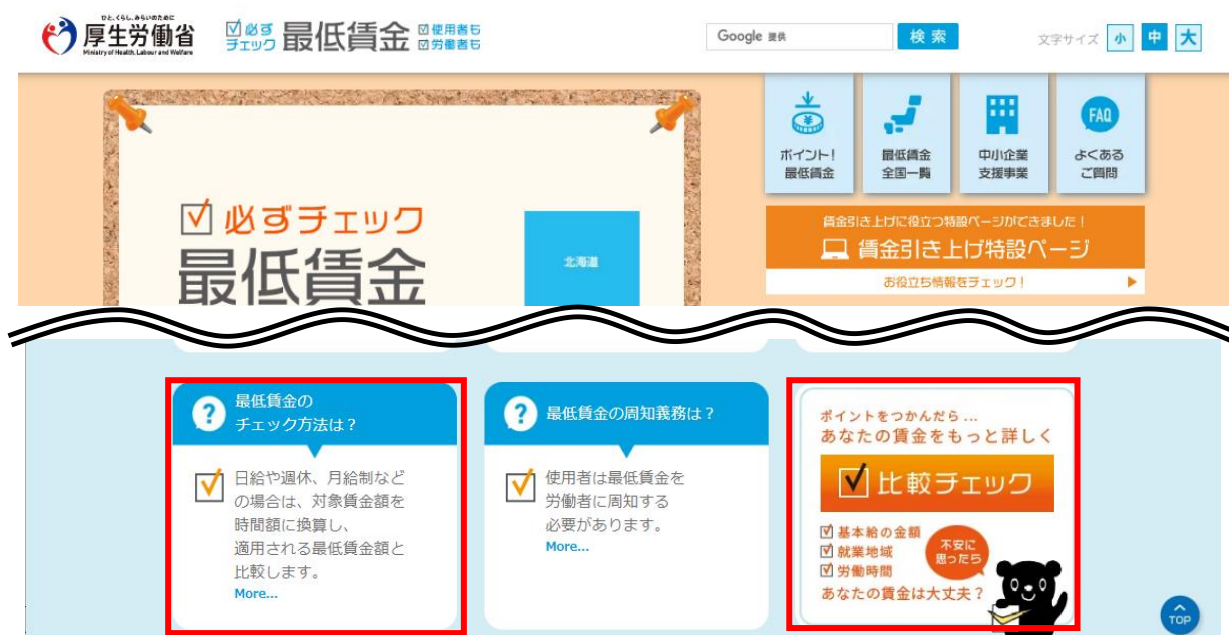 ひと、くらし、みらいのために
厚生労働省
Ministry of Health, Labour and Welfare
必ず
チェック
最低賃金
使用者も
労働者も
Google 提供
検索
文字サイズ 小 中 大
ポイント!
最低賃金
最低賃金
全国一覧
中小企業
支援事業
FAQ
よくある
ご質問
必ずチェック
最低賃金
北海道
賃金引き上げに役立つ特設ページができました!
賃金引き上げ特設ページ
お役立ち情報をチェック!
最低賃金の
チェック方法は?
日給や週休、月給制など
の場合は、対象賃金額を
時間額に換算し、
適用される最低賃金額と
比較します。
More...
最低賃金の周知義務は?
使用者は最低賃金を
労働者に周知する
必要があります。
More...
ポイントをつかんだら...
あなたの賃金をもっと詳しく
比較チェック
基本給の金額
就業地域
労働時間
不安に
思ったら
あなたの賃金は大丈夫?
TOP